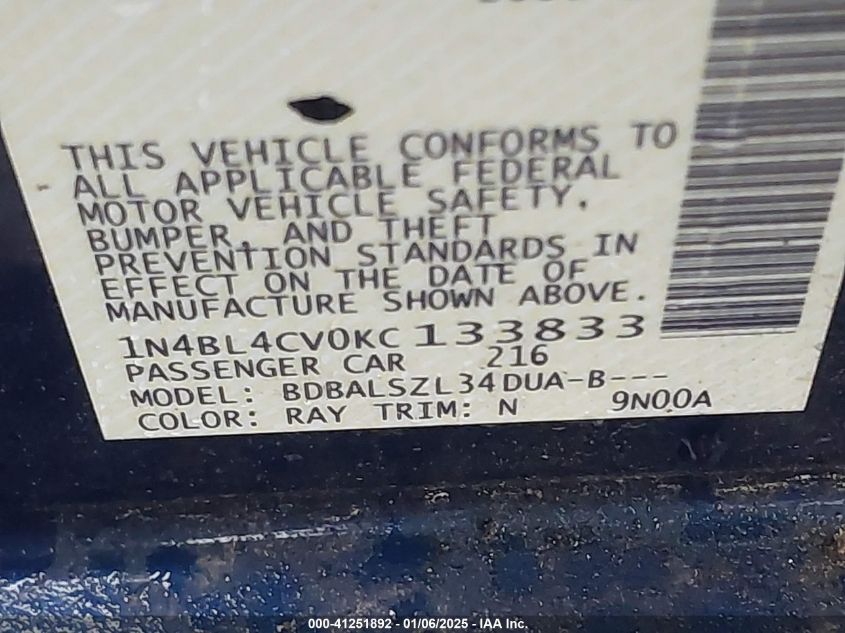 THIS VEHICLE CONFORMS TO
ALL APPLICABLE FEDERAL
MOTOR VEHICLE SAFETY,
BUMPER, AND THEFT
PREVENTION STANDARDS IN
EFFECT ON THE DATE OF
MANUFACTURE SHOWN ABOVE.
1N4BL4CV0KC133833
PASSENGER CAR 216
MODEL: BDBALSZL34DUA-B---
COLOR: RAY TRIM: N 9N00A
000-41251892 - 01/06/2025 - IAA Inc.